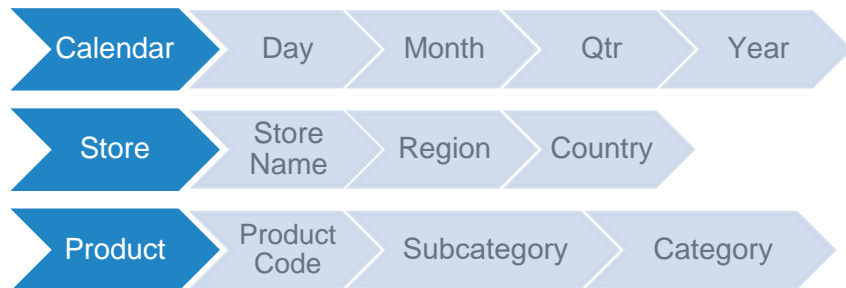 Calendar Day Month Qtr Year
Store Store Name Region Country
Product Product Code Subcategory Category